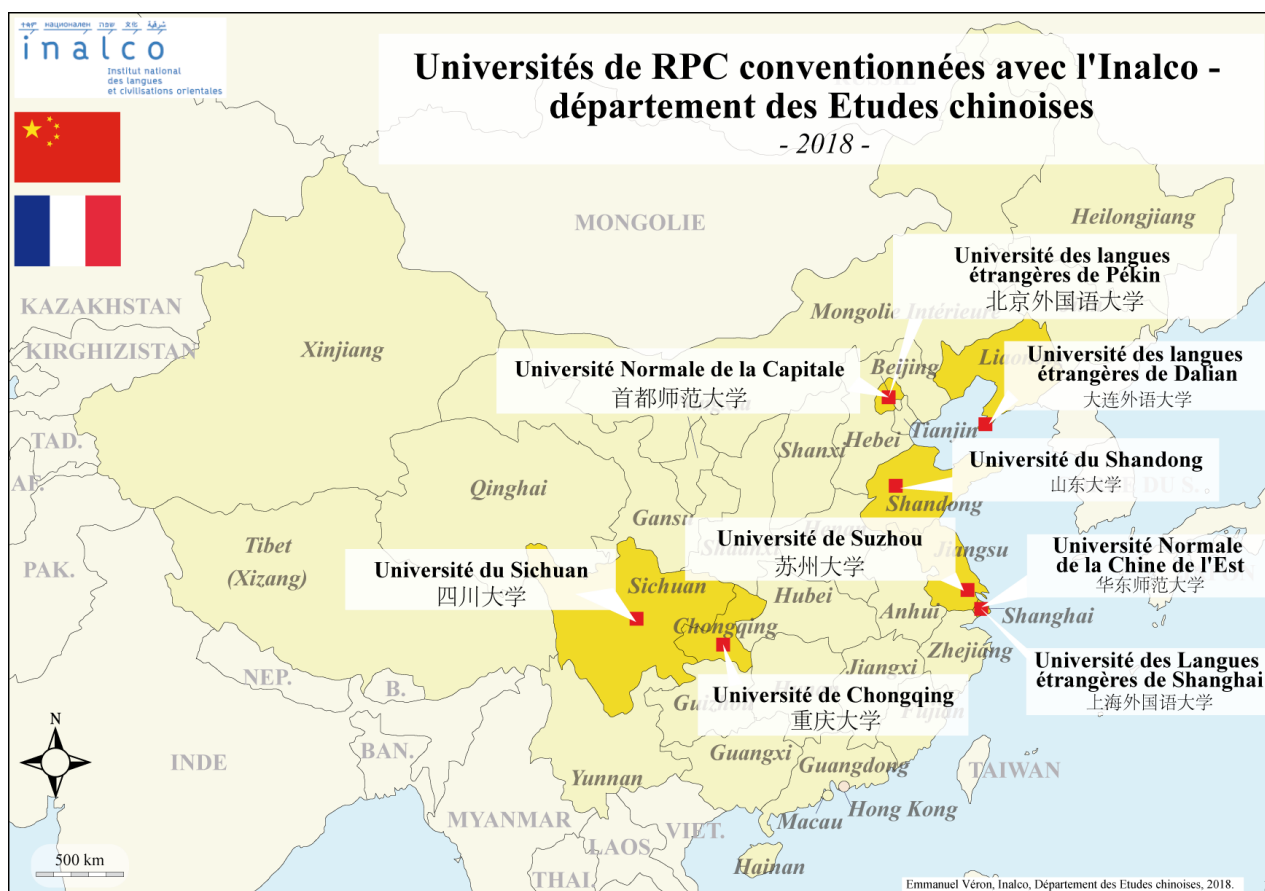 национален
inalco
Institut national
des langues
et civilisations orientales
Universités de RPC conventionnées avec l'Inalco -
département des Etudes chinoises
- 2018 -
MONGOLIE
Heilongjiang
Université des langues
étrangères de Pékin
北京外国语大学
KAZAKHSTAN
Mongolie Intérieure
KIRGHIZISTAN
Xinjiang
Université des langues
étrangères de Dalian
大连外语大学
Beijing
Université Normale de la Capitale
首都师范大学
Tianjin
Hebei
Shanxi
TAD.
Université du Shandong
山东大学
AF.
Qinghai
Shandong
Gansu
Université de Suzhou
苏州大学
Jiangsu
Tibet
(Xizang)
Université Normale
de la Chine de l'Est
华东师范大学
PAK.
Université du Sichuan
四川大学
Sichuan
Hubei
Anhui
Shanghai
Chongqing
Zhejiang
Jiangxi
Université des Langues
étrangères de Shanghai
上海外国语大学
NEP.
B.
Université de Chongqing
重庆大学
N
BAN.
INDE
Guangxi
Guangdong
TAIWAN
Yunnan
Hong Kong
Macau
MYANMAR
VIET.
LAOS
500 km
Hainan
THAI.
Emmanuel Véron, Inalco, Département des Etudes chinoises, 2018.